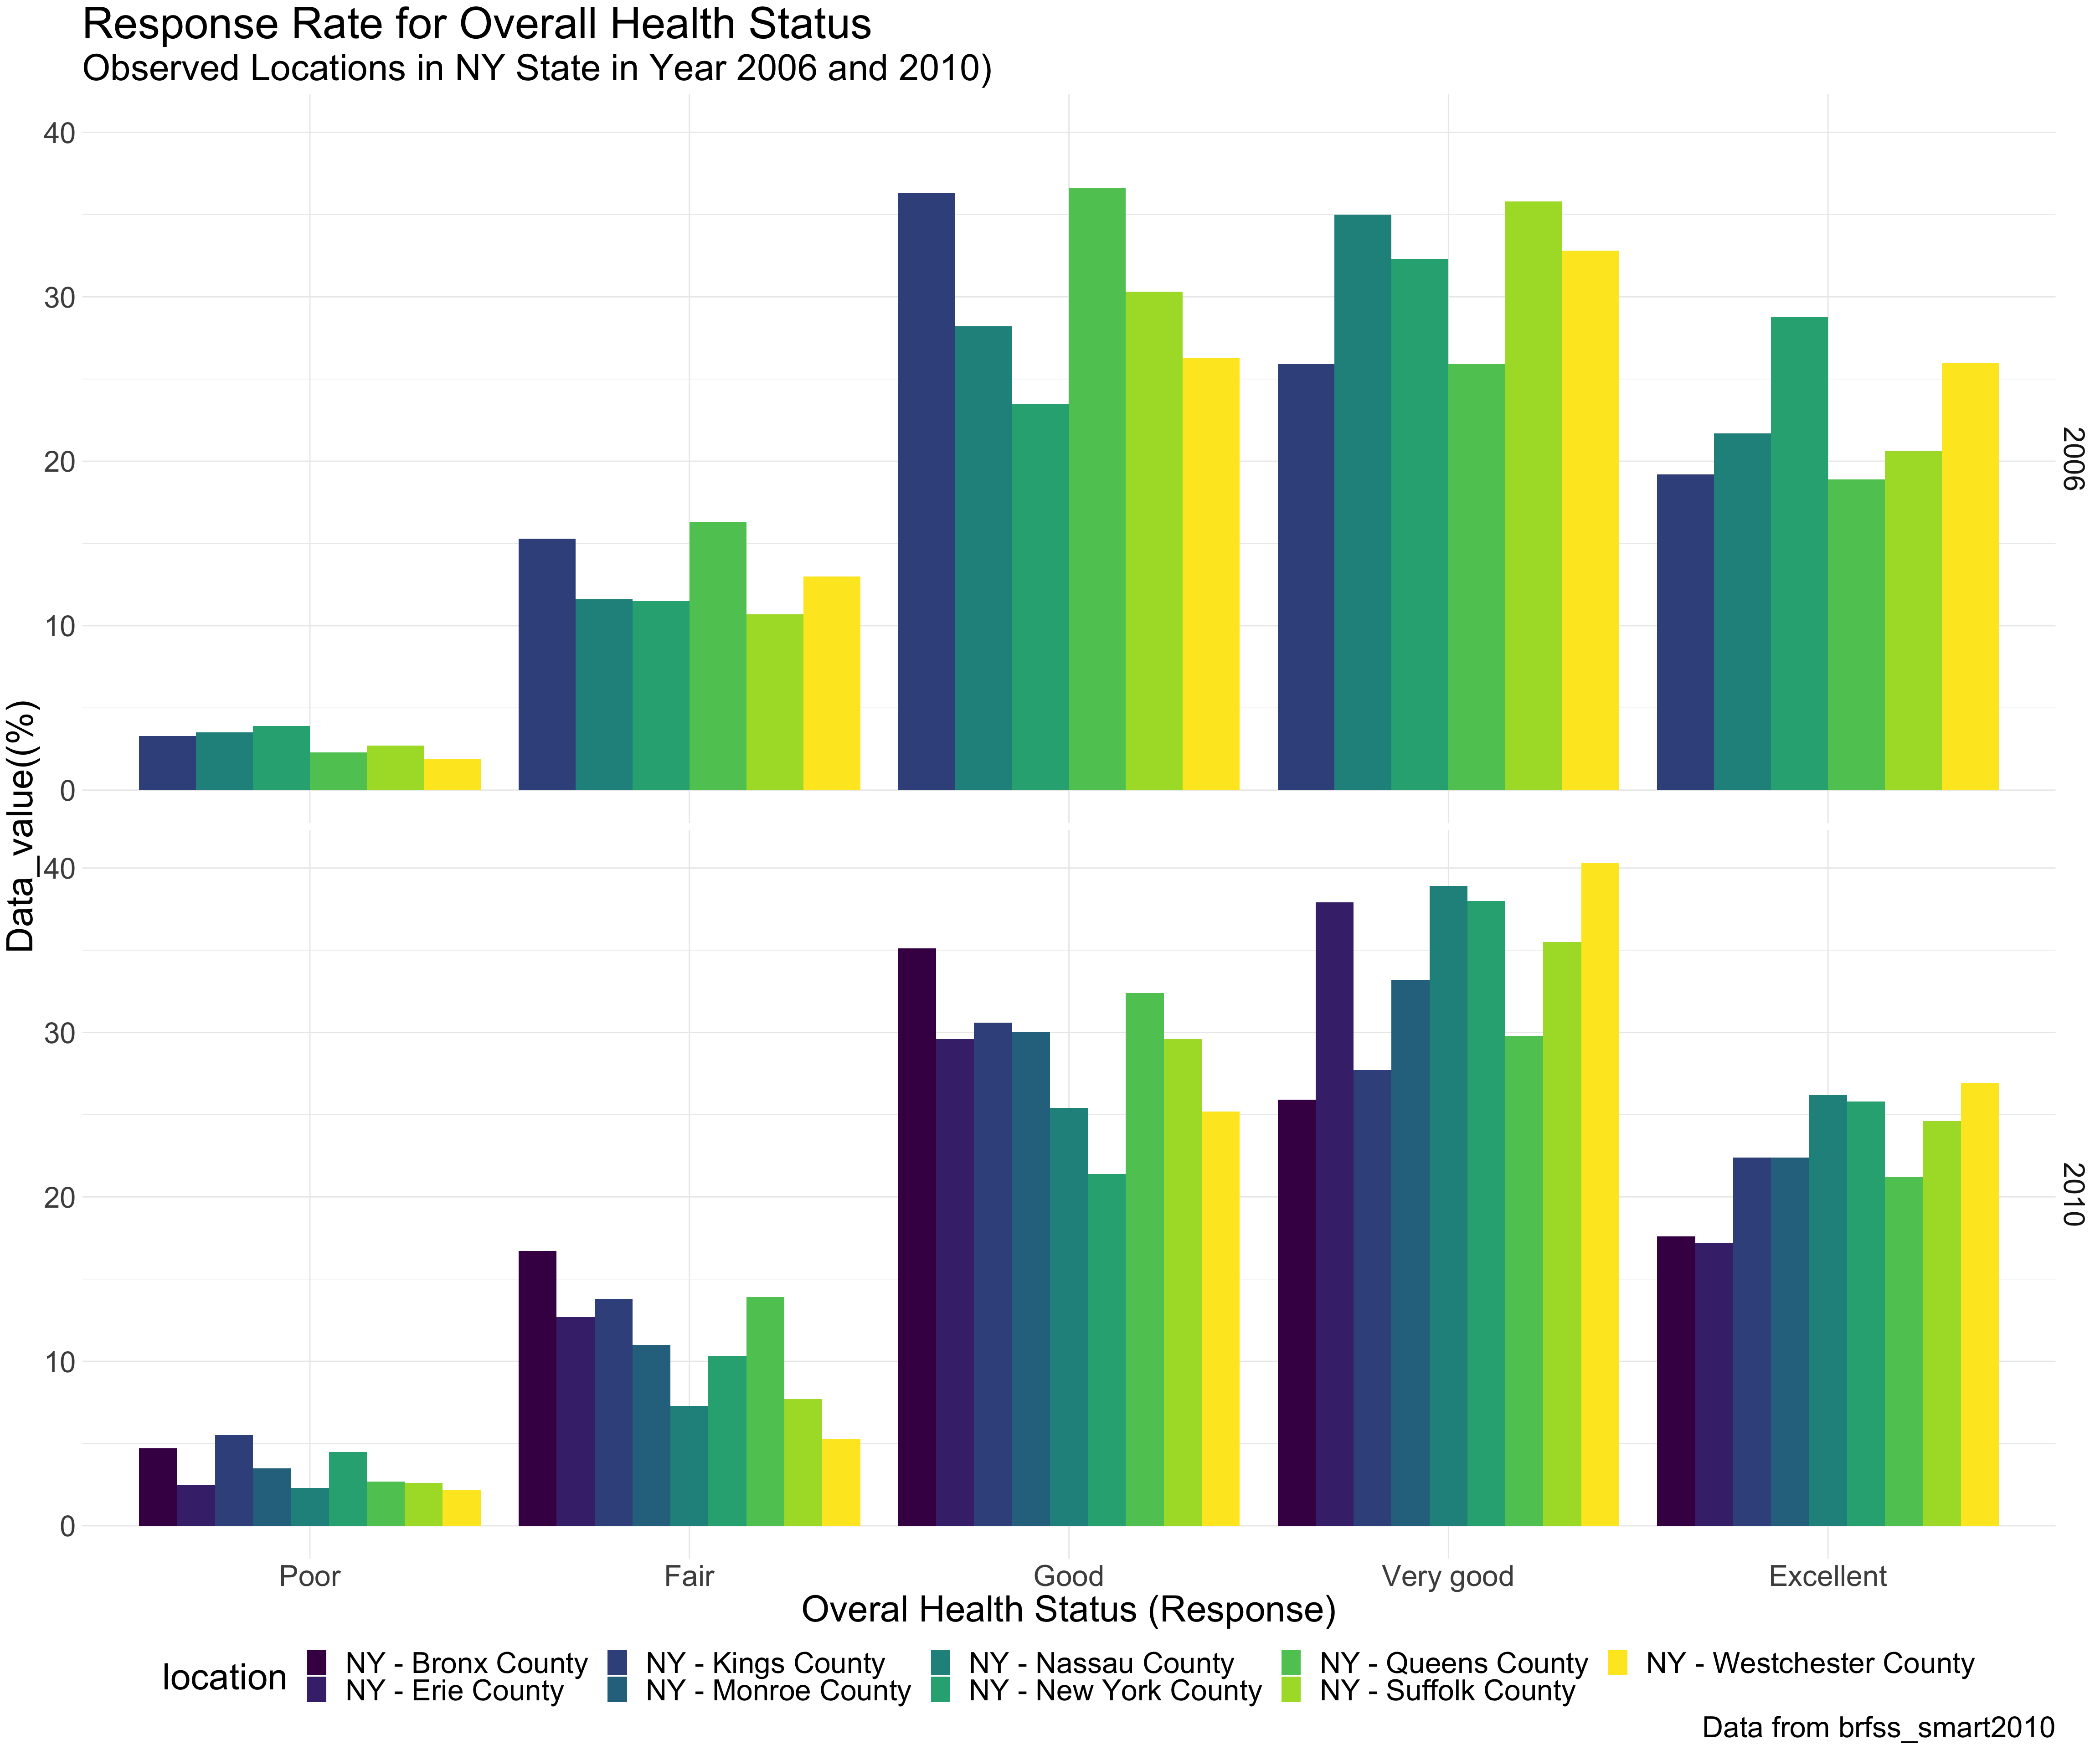 Response Rate for Overall Health Status
Observed Locations in NY State in Year 2006 and 2010)
Data_value((%)
40
30
20
10
0
2006
40
30
20
10
0
2010
Poor Fair Good Very good Excellent
Overal Health Status (Response)
location
NY - Bronx County NY - Kings County NY - Nassau County NY - Queens County NY - Westchester County
NY - Erie County NY - Monroe County NY - New York County NY - Suffolk County
Data from brfss_smart2010